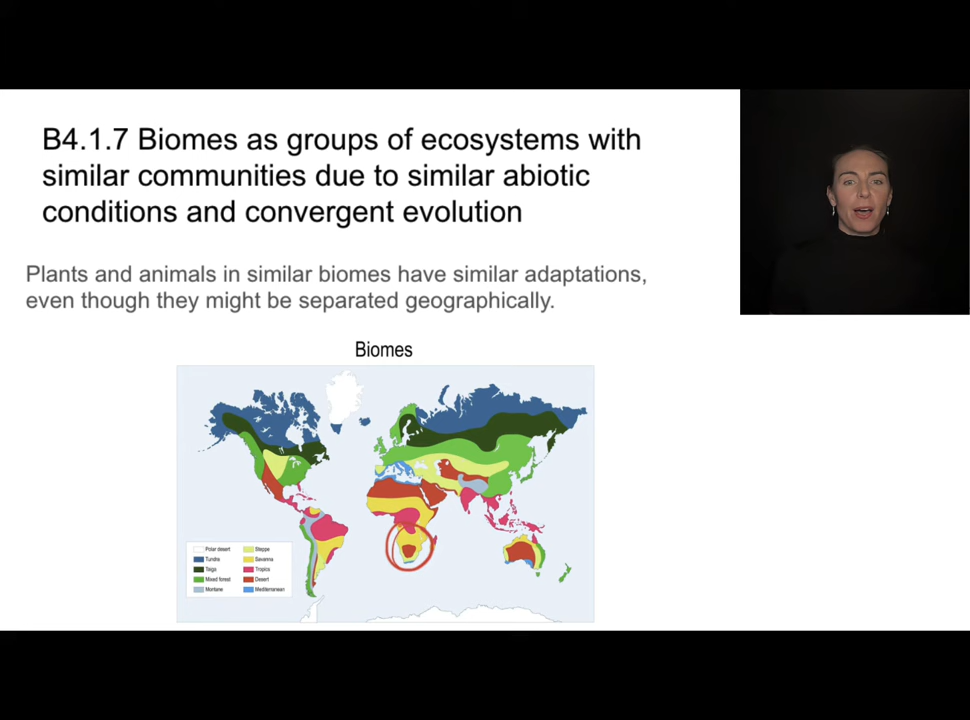 B4.1.7 Biomes as groups of ecosystems with
similar communities due to similar abiotic
conditions and convergent evolution
Plants and animals in similar biomes have similar adaptations,
even though they might be separated geographically.
Biomes
Polar desert
Tundra
Taiga
Mixed forest
Montane
Steppe
Savanna
Tropics
Desert
Mediterranean